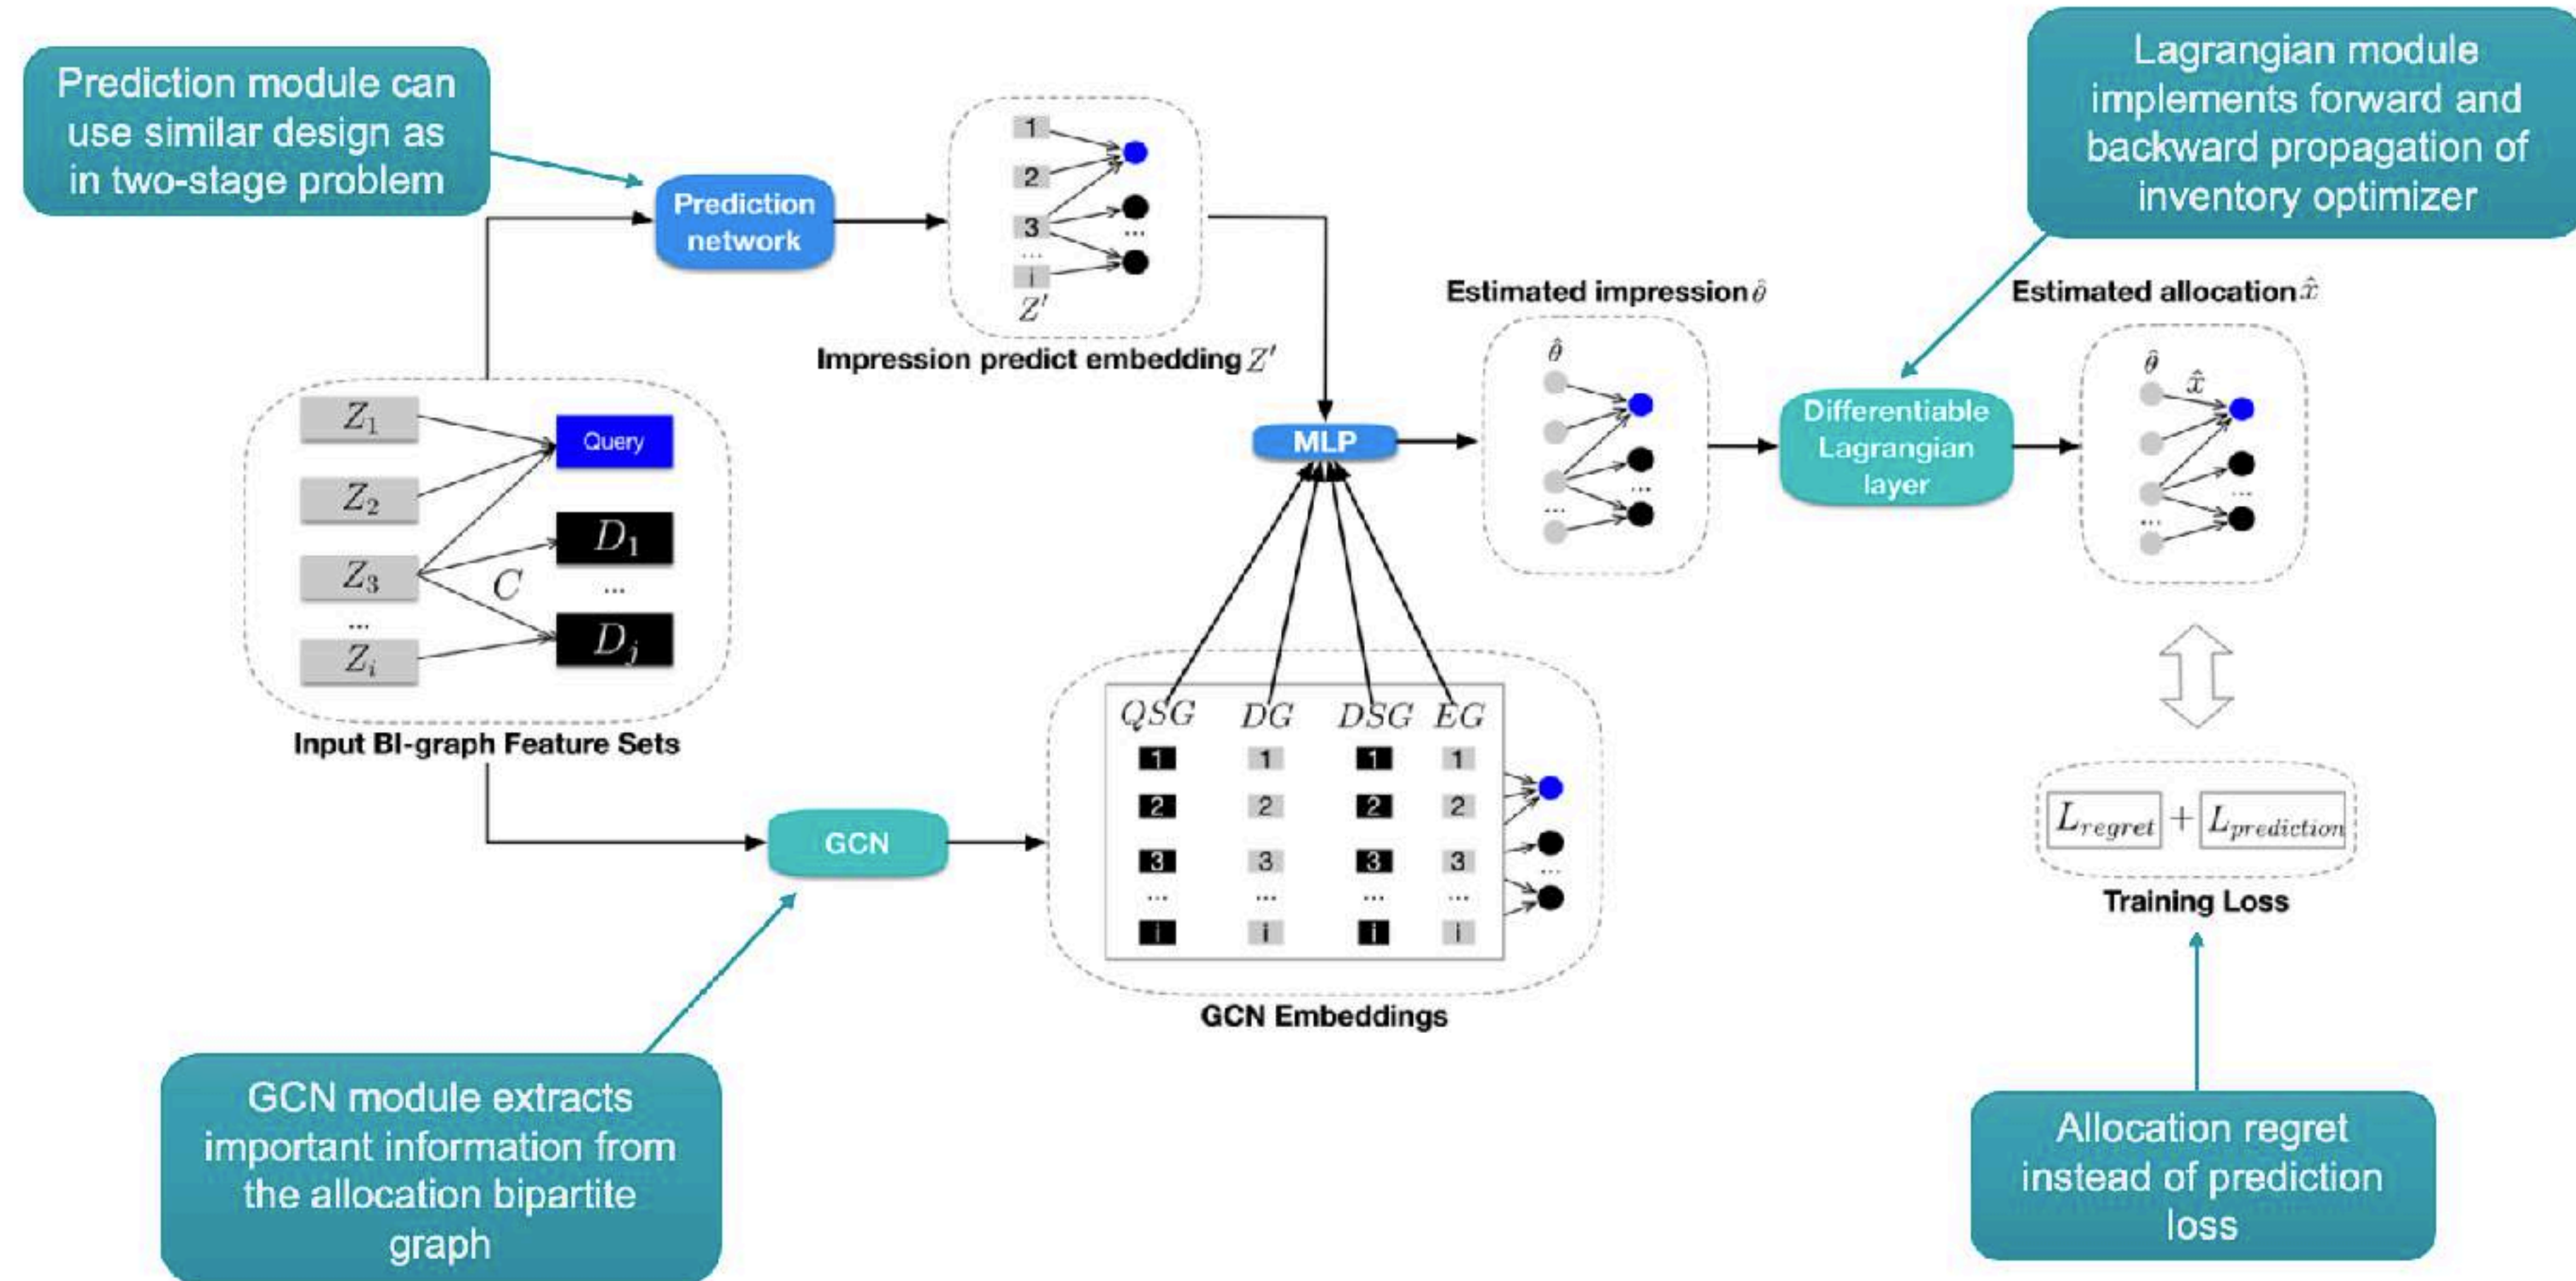 Prediction module can
use similar design as
in two-stage problem
Lagrangian module
implements forward and
backward propagation of
inventory optimizer
Prediction
network
1
2
3
...
i
Z′
...
Impression predict embedding Z′
Estimated impression θ̂
θ̂
...
...
Estimated allocation x̂
θ̂
x̂
...
...
Differentiable
Lagrangian
layer
MLP
Z₁
Z₂
Z₃
...
Zᵢ
C
Query
D₁
...
Dⱼ
Input BI-graph Feature Sets
GCN
QSG DG DSG EG
1 1 1 1
2 2 2 2
3 3 3 3
... ... ... ...
i i i i
...
GCN Embeddings
L_regret + L_prediction
Training Loss
GCN module extracts
important information from
the allocation bipartite
graph
Allocation regret
instead of prediction
loss